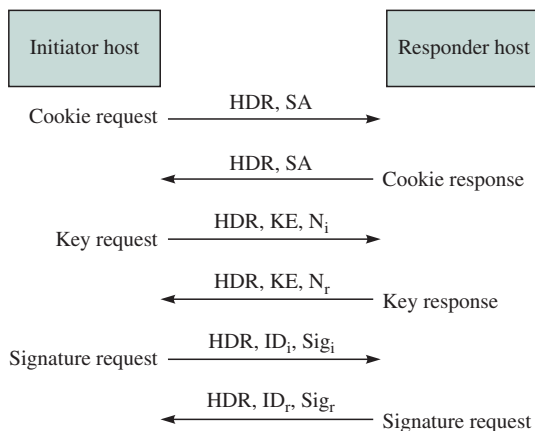 Initiator host
Responder host
HDR, SA
Cookie request
HDR, SA
Cookie response
HDR, KE, Nᵢ
Key request
HDR, KE, Nᵣ
Key response
HDR, IDᵢ, Sigᵢ
Signature request
HDR, IDᵣ, Sigᵣ
Signature request